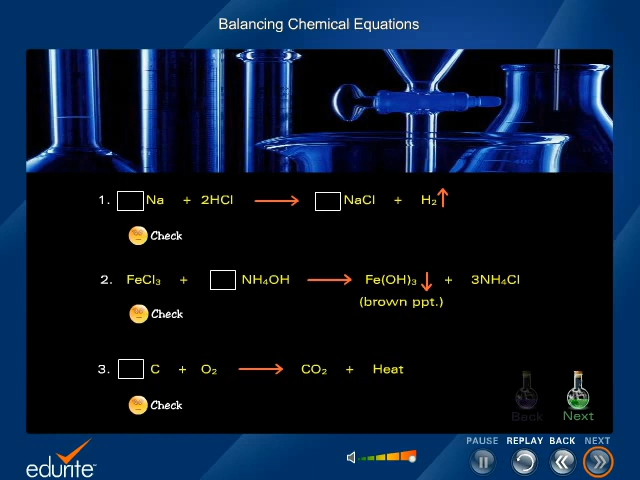 Balancing Chemical Equations
1. Na + 2HCl → NaCl + H₂↑
Check
2. FeCl₃ + NH₄OH → Fe(OH)₃↓ + 3NH₄Cl
(brown ppt.)
Check
3. C + O₂ → CO₂ + Heat
Check
Back Next
PAUSE REPLAY BACK NEXT
edurite™